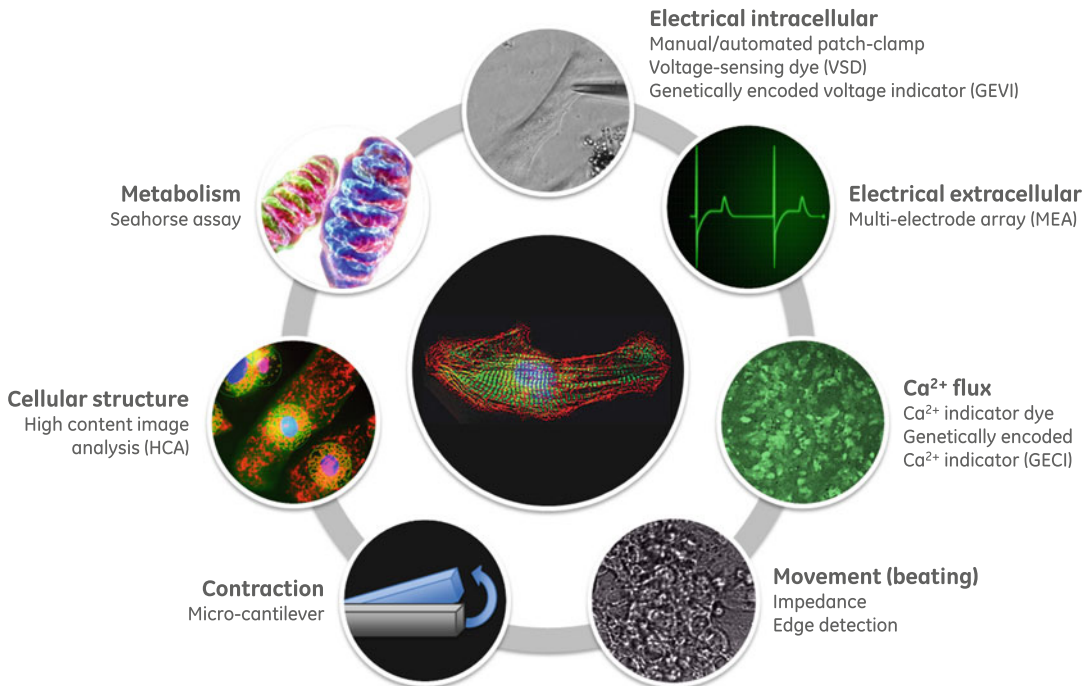 Electrical intracellular
Manual/automated patch-clamp
Voltage-sensing dye (VSD)
Genetically encoded voltage indicator (GEVI)
Electrical extracellular
Multi-electrode array (MEA)
Ca²⁺ flux
Ca²⁺ indicator dye
Genetically encoded
Ca²⁺ indicator (GECI)
Movement (beating)
Impedance
Edge detection
Contraction
Micro-cantilever
Cellular structure
High content image
analysis (HCA)
Metabolism
Seahorse assay